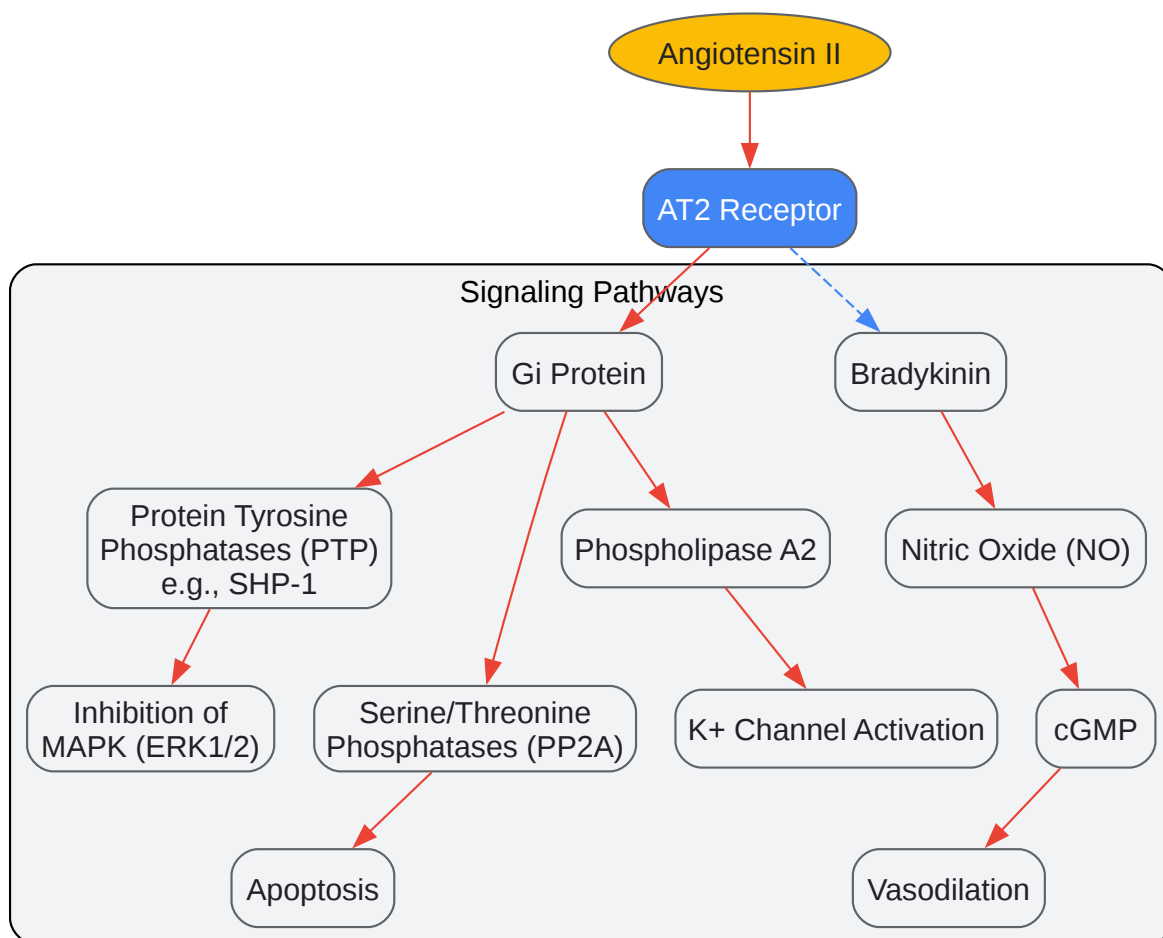 Angiotensin II
AT2 Receptor
Signaling Pathways
Gi Protein
Bradykinin
Protein Tyrosine
Phosphatases (PTP)
e.g., SHP-1
Phospholipase A2
Nitric Oxide (NO)
Inhibition of
MAPK (ERK1/2)
Serine/Threonine
Phosphatases (PP2A)
K+ Channel Activation
cGMP
Apoptosis
Vasodilation